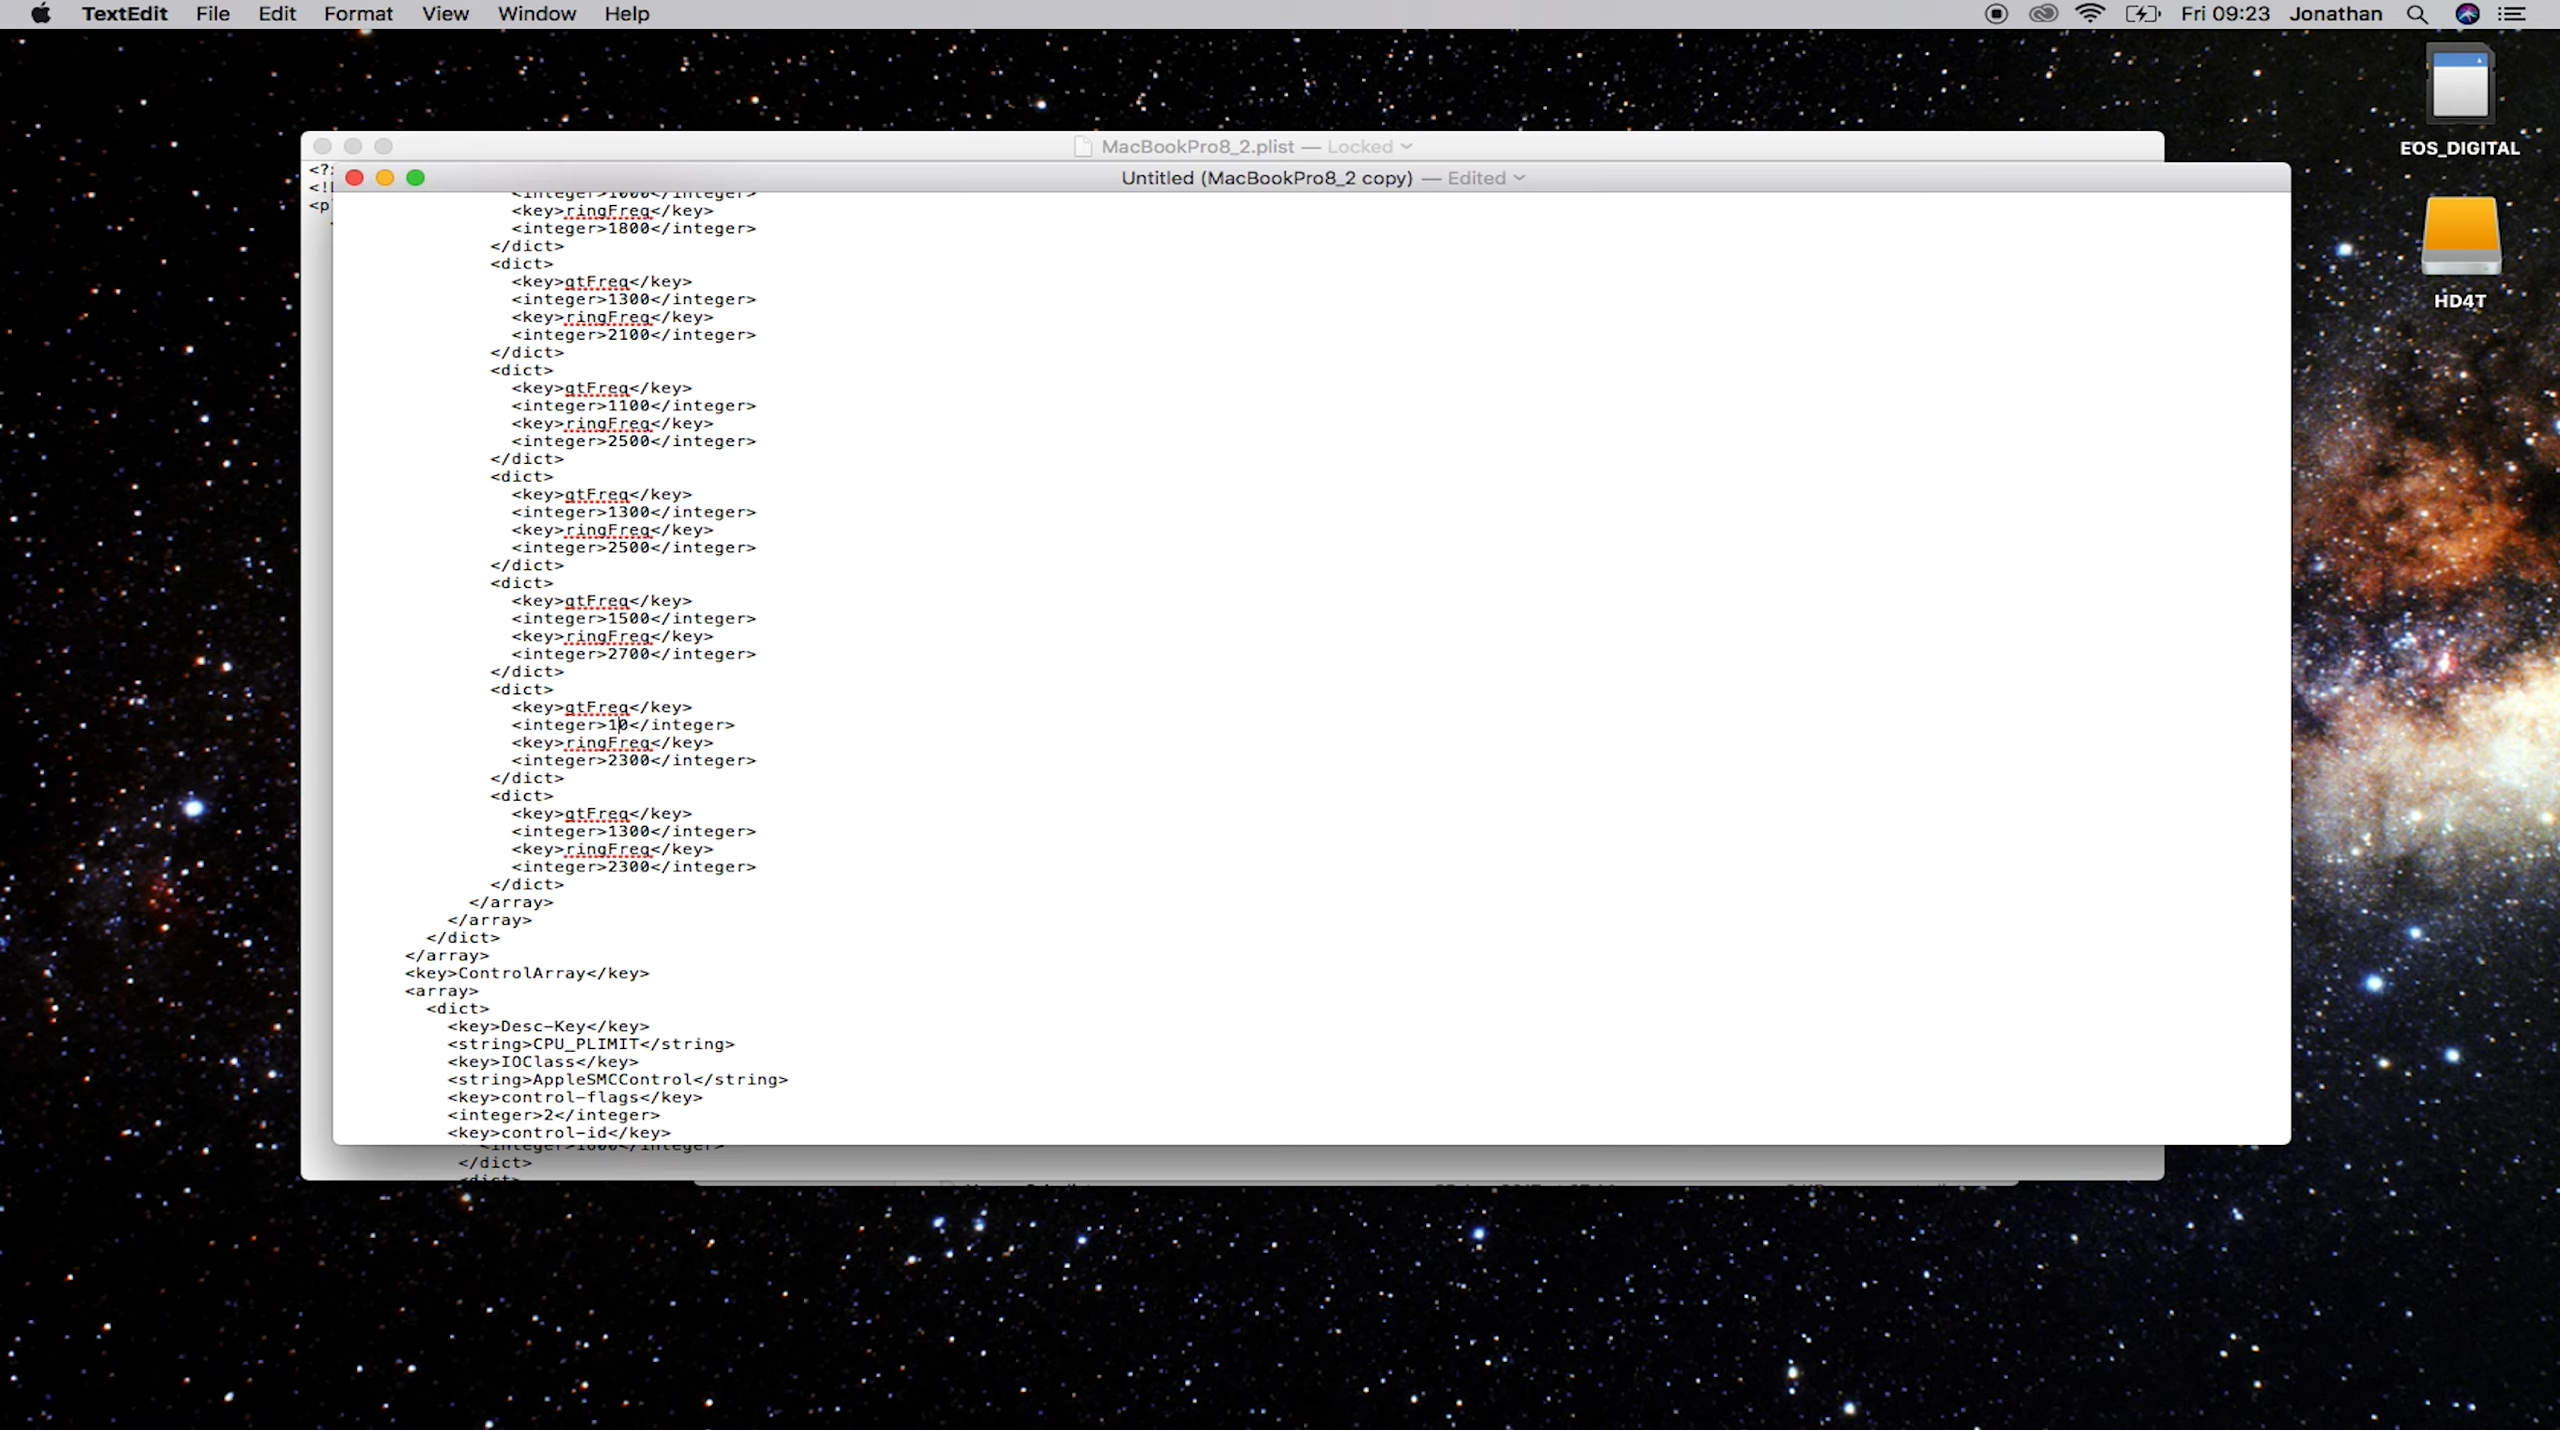 TextEdit File Edit Format View Window Help Fri 09:23 Jonathan
EOS_DIGITAL
HD4T
MacBookPro8_2.plist — Locked
Untitled (MacBookPro8_2 copy) — Edited
<integer>1000</integer>
<key>ringFreq</key>
<integer>1800</integer>
</dict>
<dict>
<key>gtFreq</key>
<integer>1300</integer>
<key>ringFreq</key>
<integer>2100</integer>
</dict>
<dict>
<key>gtFreq</key>
<integer>1100</integer>
<key>ringFreq</key>
<integer>2500</integer>
</dict>
<dict>
<key>gtFreq</key>
<integer>1300</integer>
<key>ringFreq</key>
<integer>2500</integer>
</dict>
<dict>
<key>gtFreq</key>
<integer>1500</integer>
<key>ringFreq</key>
<integer>2700</integer>
</dict>
<dict>
<key>gtFreq</key>
<integer>10</integer>
<key>ringFreq</key>
<integer>2300</integer>
</dict>
<dict>
<key>gtFreq</key>
<integer>1300</integer>
<key>ringFreq</key>
<integer>2300</integer>
</dict>
</array>
</array>
</dict>
</array>
<key>ControlArray</key>
<array>
<dict>
<key>Desc-Key</key>
<string>CPU_PLIMIT</string>
<key>IOClass</key>
<string>AppleSMCControl</string>
<key>control-flags</key>
<integer>2</integer>
<key>control-id</key>
<integer>1800</integer>
</dict>
<dict>